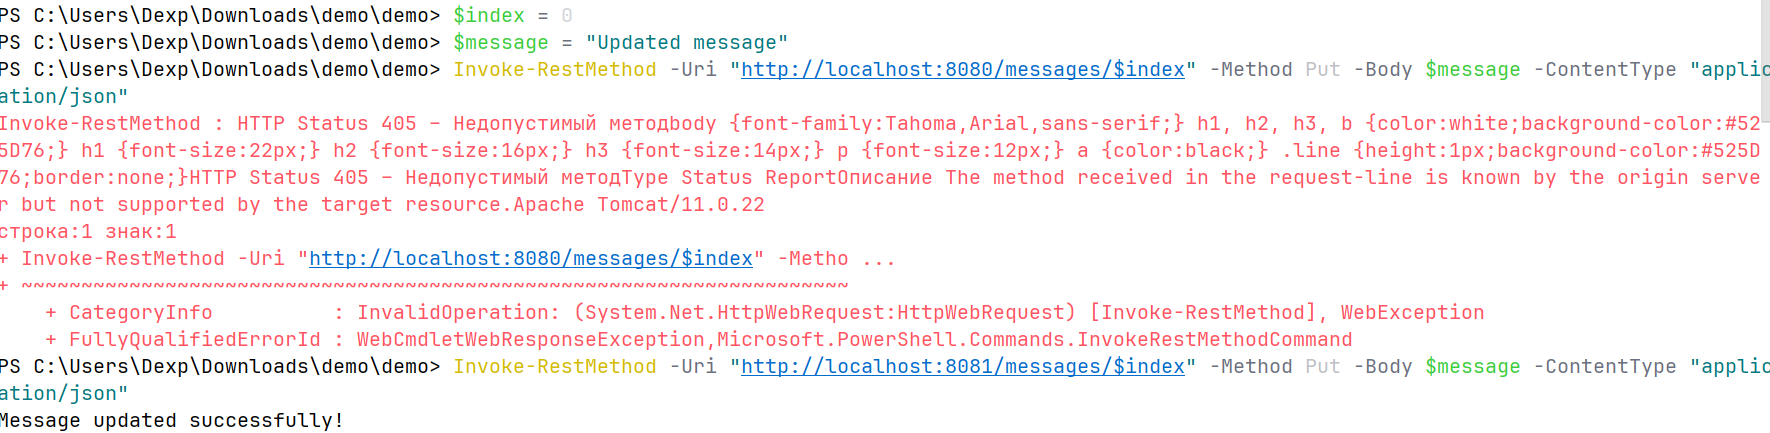 PS C:\Users\Dexp\Downloads\demo\demo> $index = 0
PS C:\Users\Dexp\Downloads\demo\demo> $message = "Updated message"
PS C:\Users\Dexp\Downloads\demo\demo> Invoke-RestMethod -Uri "http://localhost:8080/messages/$index" -Method Put -Body $message -ContentType "applic
ation/json"
Invoke-RestMethod : HTTP Status 405 – Недопустимый методbody {font-family:Tahoma,Arial,sans-serif;} h1, h2, h3, b {color:white;background-color:#52
5D76;} h1 {font-size:22px;} h2 {font-size:16px;} h3 {font-size:14px;} p {font-size:12px;} a {color:black;} .line {height:1px;background-color:#525D
76;border:none;}HTTP Status 405 – Недопустимый методType Status ReportОписание The method received in the request-line is known by the origin serve
r but not supported by the target resource.Apache Tomcat/11.0.22
строка:1 знак:1
+ Invoke-RestMethod -Uri "http://localhost:8080/messages/$index" -Metho ...
+ ~~~~~~~~~~~~~~~~~~~~~~~~~~~~~~~~~~~~~~~~~~~~~~~~~~~~~~~~~~~~~~~~~~~~~
    + CategoryInfo          : InvalidOperation: (System.Net.HttpWebRequest:HttpWebRequest) [Invoke-RestMethod], WebException
    + FullyQualifiedErrorId : WebCmdletWebResponseException,Microsoft.PowerShell.Commands.InvokeRestMethodCommand
PS C:\Users\Dexp\Downloads\demo\demo> Invoke-RestMethod -Uri "http://localhost:8081/messages/$index" -Method Put -Body $message -ContentType "applic
ation/json"
Message updated successfully!